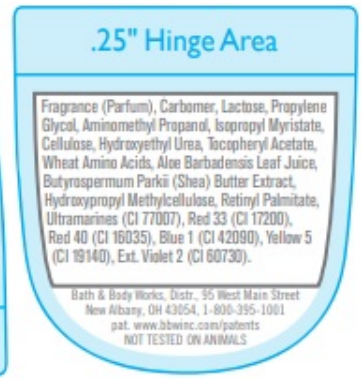 .25" Hinge Area
Fragrance (Parfum), Carbomer, Lactose, Propylene
Glycol, Aminomethyl Propanol, Isopropyl Myristate,
Cellulose, Hydroxyethyl Urea, Tocopheryl Acetate,
Wheat Amino Acids, Aloe Barbadensis Leaf Juice,
Butyrospermum Parkii (Shea) Butter Extract,
Hydroxypropyl Methylcellulose, Retinyl Palmitate,
Ultramarines (CI 77007), Red 33 (CI 17200),
Red 40 (CI 16035), Blue 1 (CI 42090), Yellow 5
(CI 19140), Ext. Violet 2 (CI 60730).
Bath & Body Works, Distr., 95 West Main Street
New Albany, OH 43054, 1-800-395-1001
pat. www.bbwinc.com/patents
NOT TESTED ON ANIMALS